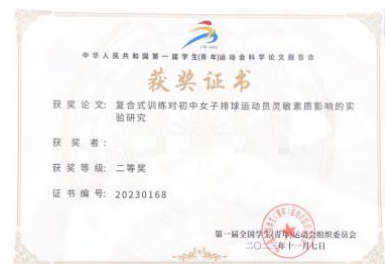 中华人民共和国第一届学生(青年)运动会科学论文报告会
获奖证书
获奖论文: 复合式训练对初中女子排球运动员灵敏素质影响的实
验研究
获奖者:
获奖等级: 二等奖
证书编号: 20230168
第一届全国学生(青年)运动会组织委员会
二〇二三年十一月七日